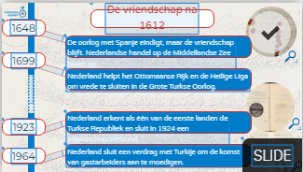 De vriendschap na
1612
1648
De oorlog met Spanje eindigt, maar de vriendschap
blijft. Nederlandse handel op de Middellandse Zee
1699
Nederland helpt het Ottomaanse Rijk en de Heilige Liga
om vrede te sluiten in de Grote Turkse Oorlog.
1923
Nederland erkent als één van de eerste landen de
Turkse Republiek en sluit in 1924 een
1964
Nederland sluit een verdrag met Turkije om de komst
van gastarbeiders aan te moedigen.
SLIDE